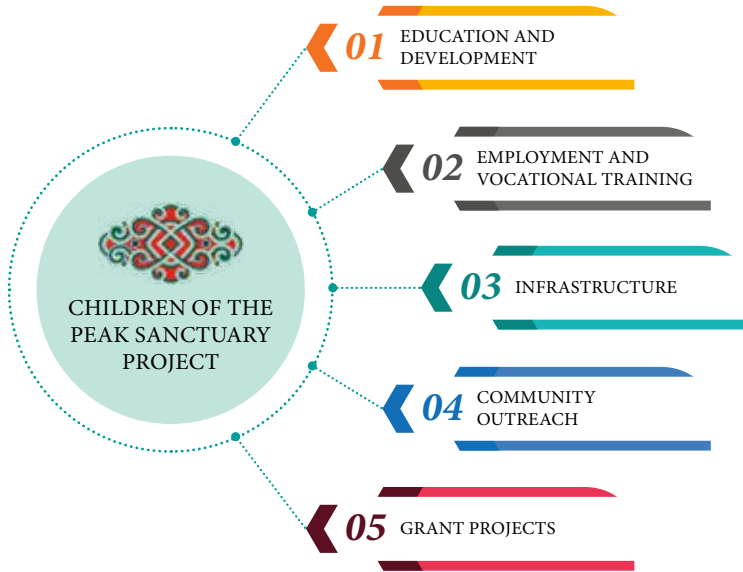 01
EDUCATION AND
DEVELOPMENT
02
EMPLOYMENT AND
VOCATIONAL TRAINING
CHILDREN OF THE
PEAK SANCTUARY
PROJECT
03
INFRASTRUCTURE
04
COMMUNITY
OUTREACH
05
GRANT PROJECTS